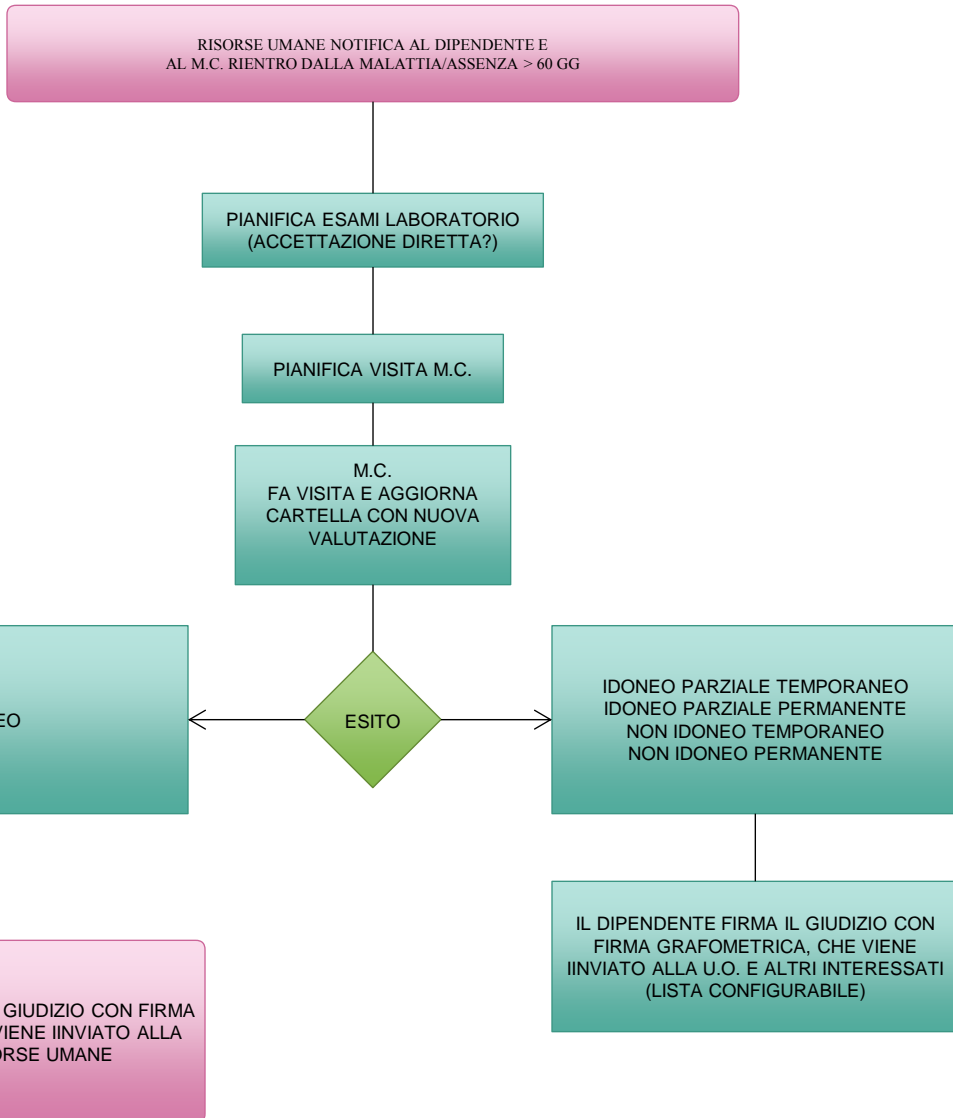 RISORSE UMANE NOTIFICA AL DIPENDENTE E
AL M.C. RIENTRO DALLA MALATTIA/ASSENZA > 60 GG
PIANIFICA ESAMI LABORATORIO
(ACCETTAZIONE DIRETTA?)
PIANIFICA VISITA M.C.
M.C.
FA VISITA E AGGIORNA
CARTELLA CON NUOVA
VALUTAZIONE
EO
ESITO
IDONEO PARZIALE TEMPORANEO
IDONEO PARZIALE PERMANENTE
NON IDONEO TEMPORANEO
NON IDONEO PERMANENTE
IL DIPENDENTE FIRMA IL GIUDIZIO CON
FIRMA GRAFOMETRICA, CHE VIENE
IINVIATO ALLA U.O. E ALTRI INTERESSATI
(LISTA CONFIGURABILE)
GIUDIZIO CON FIRMA
VIENE IINVIATO ALLA
ORSE UMANE